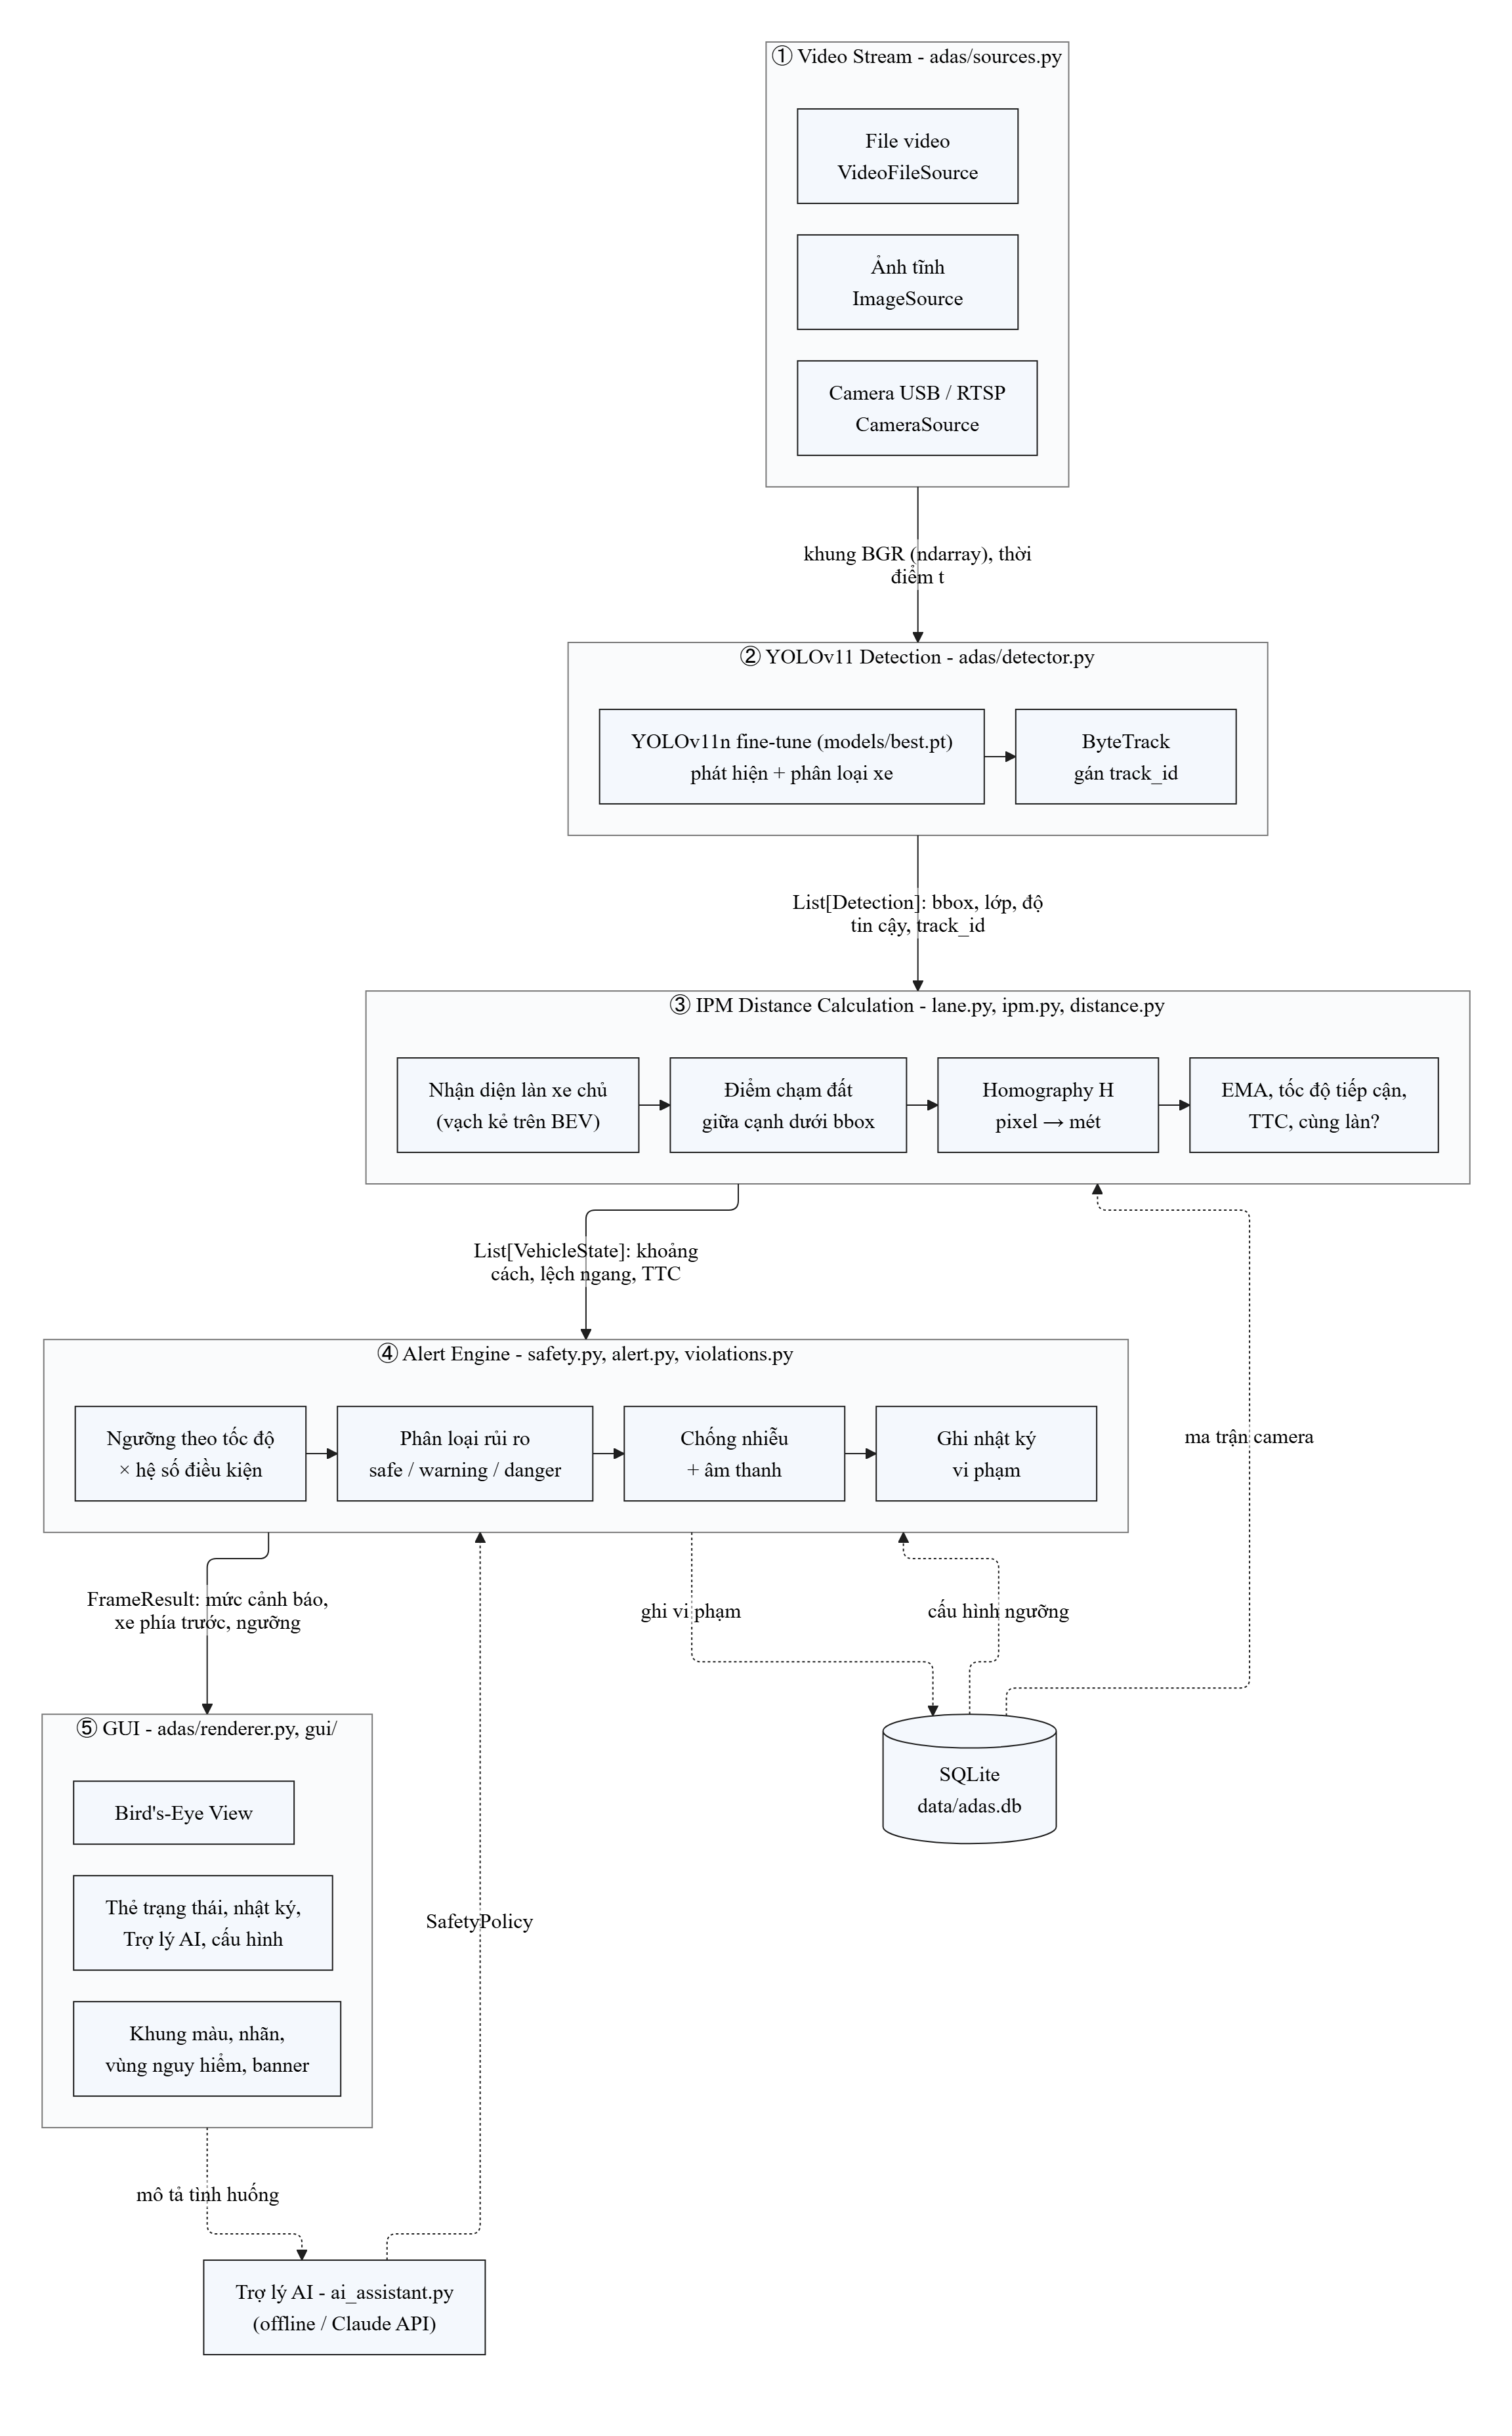 ① Video Stream - adas/sources.py
File video
VideoFileSource
Ảnh tĩnh
ImageSource
Camera USB / RTSP
CameraSource
khung BGR (ndarray), thời
điểm t
② YOLOv11 Detection - adas/detector.py
YOLOv11n fine-tune (models/best.pt)
phát hiện + phân loại xe
ByteTrack
gán track_id
List[Detection]: bbox, lớp, độ
tin cậy, track_id
③ IPM Distance Calculation - lane.py, ipm.py, distance.py
Nhận diện làn xe chủ
(vạch kẻ trên BEV)
Điểm chạm đất
giữa cạnh dưới bbox
Homography H
pixel → mét
EMA, tốc độ tiếp cận,
TTC, cùng làn?
List[VehicleState]: khoảng
cách, lệch ngang, TTC
④ Alert Engine - safety.py, alert.py, violations.py
Ngưỡng theo tốc độ
× hệ số điều kiện
Phân loại rủi ro
safe / warning / danger
Chống nhiễu
+ âm thanh
Ghi nhật ký
vi phạm
ma trận camera
FrameResult: mức cảnh báo,
xe phía trước, ngưỡng
ghi vi phạm
cấu hình ngưỡng
⑤ GUI - adas/renderer.py, gui/
Bird's-Eye View
Thẻ trạng thái, nhật ký,
Trợ lý AI, cấu hình
Khung màu, nhãn,
vùng nguy hiểm, banner
SQLite
data/adas.db
SafetyPolicy
mô tả tình huống
Trợ lý AI - ai_assistant.py
(offline / Claude API)